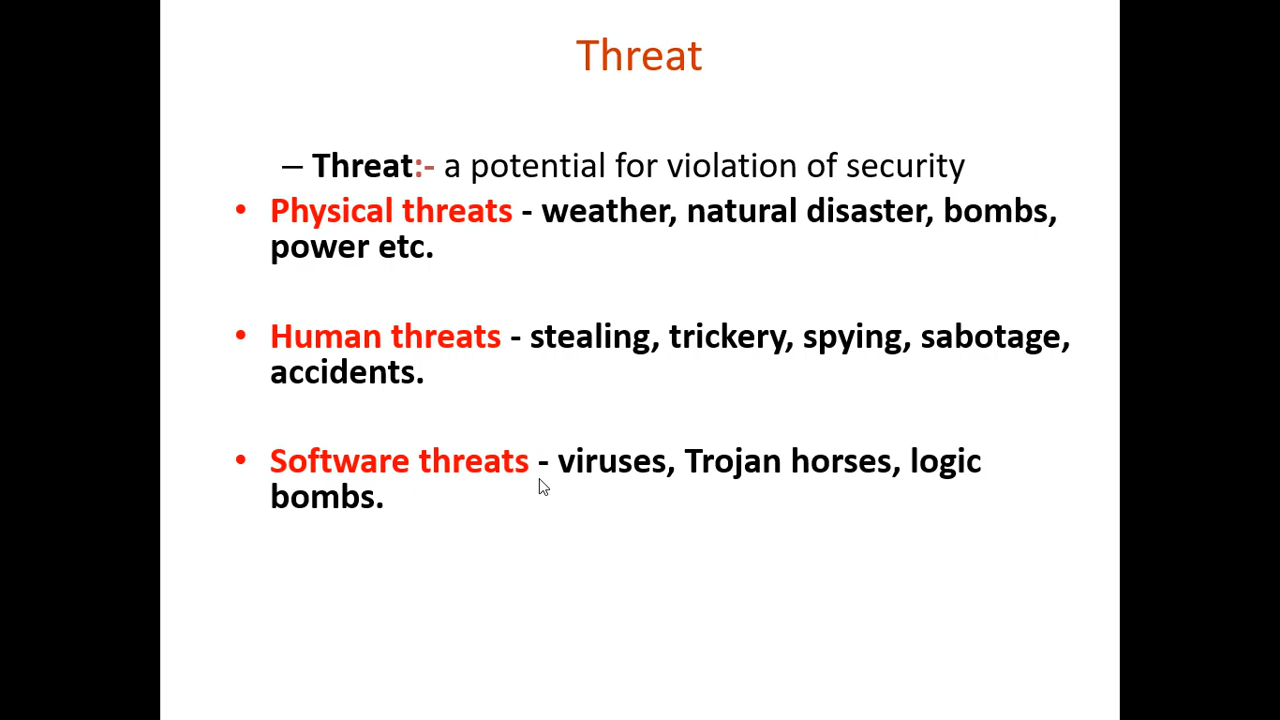 Threat
– Threat:- a potential for violation of security
• Physical threats - weather, natural disaster, bombs,
power etc.
• Human threats - stealing, trickery, spying, sabotage,
accidents.
• Software threats - viruses, Trojan horses, logic
bombs.